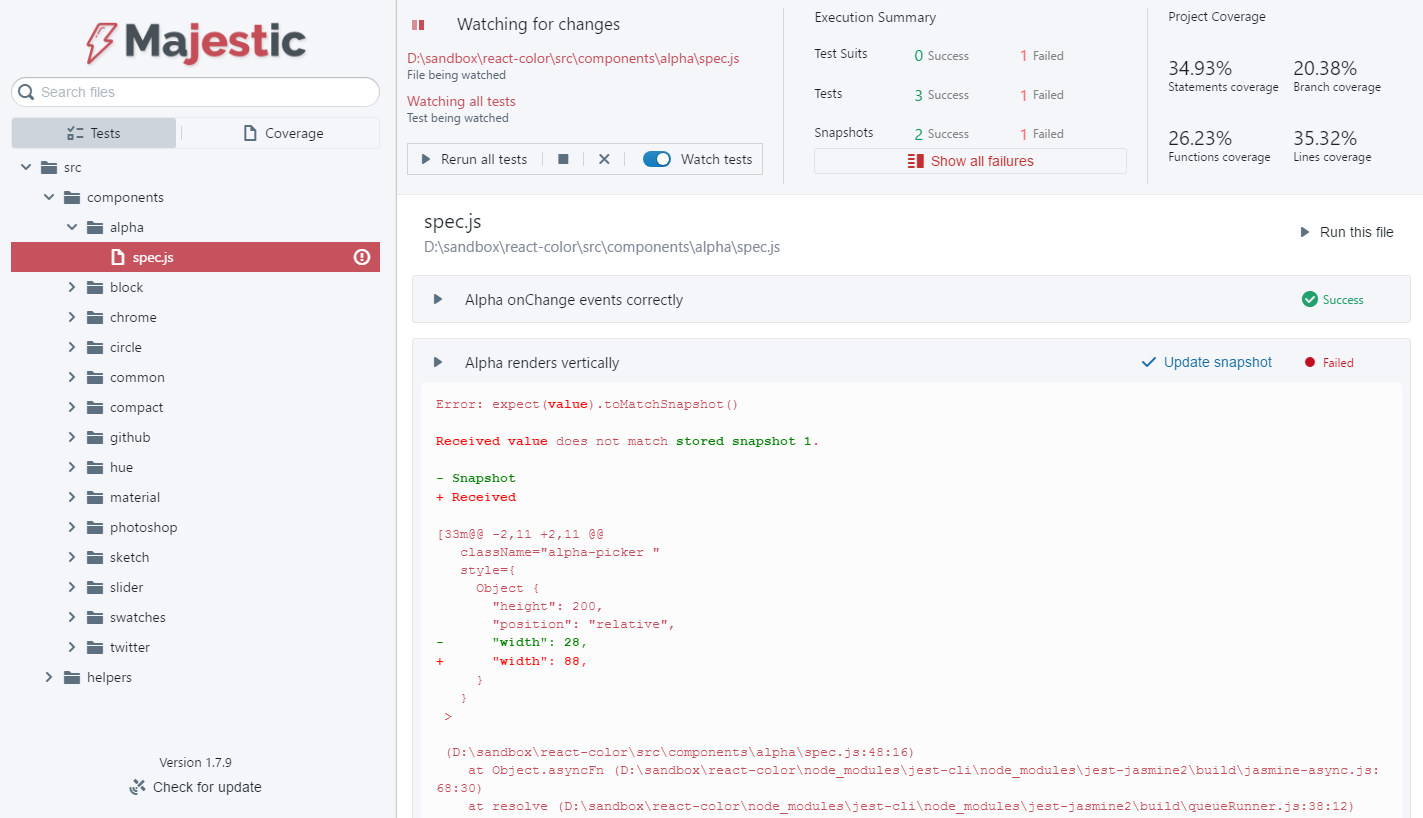 Majestic
Search files
Tests
Coverage
src
components
alpha
spec.js
block
chrome
circle
common
compact
github
hue
material
photoshop
sketch
slider
swatches
twitter
helpers
Version 1.7.9
Check for update
Watching for changes
D:\sandbox\react-color\src\components\alpha\spec.js
File being watched
Watching all tests
Test being watched
Rerun all tests
Watch tests
Execution Summary
Test Suits 0 Success 1 Failed
Tests 3 Success 1 Failed
Snapshots 2 Success 1 Failed
Show all failures
Project Coverage
34.93% 20.38%
Statements coverage Branch coverage
26.23% 35.32%
Functions coverage Lines coverage
spec.js
D:\sandbox\react-color\src\components\alpha\spec.js
Run this file
Alpha onChange events correctly Success
Alpha renders vertically Update snapshot Failed
Error: expect(value).toMatchSnapshot()
Received value does not match stored snapshot 1.
- Snapshot
+ Received
[33m@@ -2,11 +2,11 @@
className="alpha-picker "
style={
Object {
"height": 200,
"position": "relative",
- "width": 28,
+ "width": 88,
}
}
>
(D:\sandbox\react-color\src\components\alpha\spec.js:48:16)
at Object.asyncFn (D:\sandbox\react-color\node_modules\jest-cli\node_modules\jest-jasmine2\build\jasmine-async.js:
68:30)
at resolve (D:\sandbox\react-color\node_modules\jest-cli\node_modules\jest-jasmine2\build\queueRunner.js:38:12)